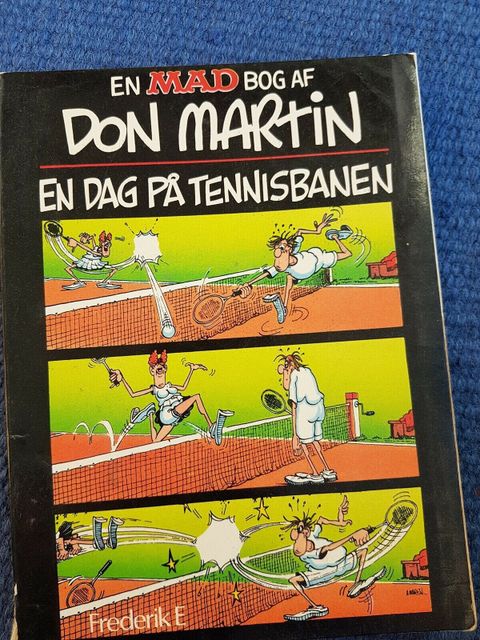 EN MAD BOG AF
DON MARTIN
EN DAG PÅ TENNISBANEN
Frederik E